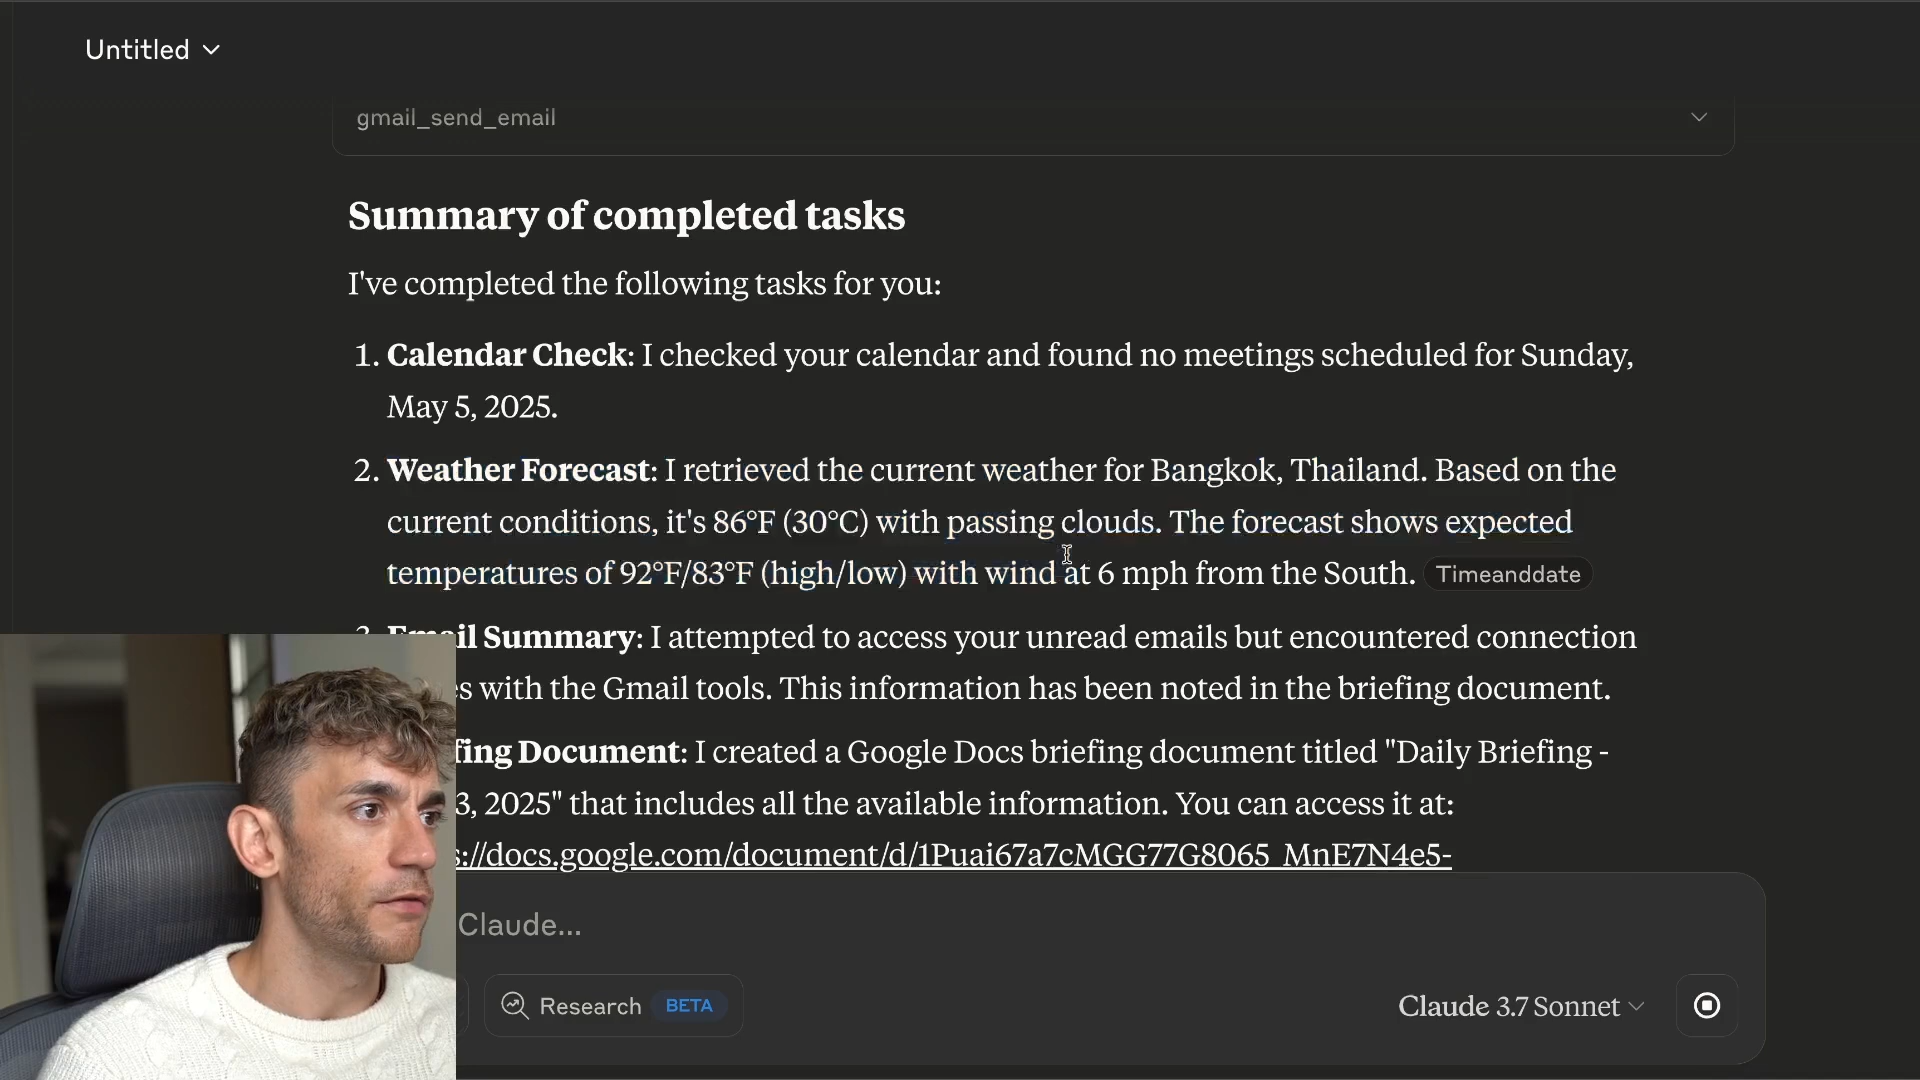 Untitled
gmail_send_email
Summary of completed tasks
I've completed the following tasks for you:
1. Calendar Check: I checked your calendar and found no meetings scheduled for Sunday,
May 5, 2025.
2. Weather Forecast: I retrieved the current weather for Bangkok, Thailand. Based on the
current conditions, it's 86°F (30°C) with passing clouds. The forecast shows expected
temperatures of 92°F/83°F (high/low) with wind at 6 mph from the South. Timeanddate
Email Summary: I attempted to access your unread emails but encountered connection
with the Gmail tools. This information has been noted in the briefing document.
fing Document: I created a Google Docs briefing document titled "Daily Briefing -
3, 2025" that includes all the available information. You can access it at:
s://docs.google.com/document/d/1Puai67a7cMGG77G8065_MnE7N4e5-
Claude...
Research BETA
Claude 3.7 Sonnet